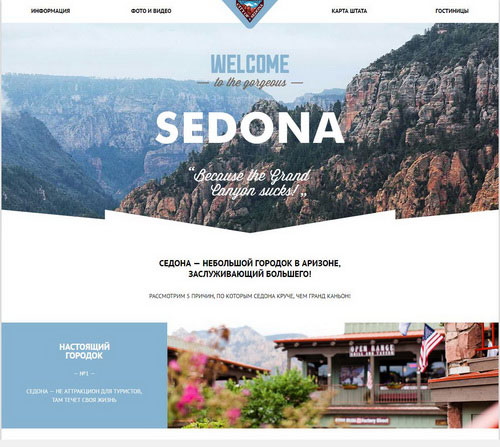 ИНФОРМАЦИЯ ФОТО И ВИДЕО КАРТА ШТАТА ГОСТИНИЦЫ
WELCOME
to the gorgeous
SEDONA
“Because the Grand
Canyon sucks!„
СЕДОНА — НЕБОЛЬШОЙ ГОРОДОК В АРИЗОНЕ,
ЗАСЛУЖИВАЮЩИЙ БОЛЬШЕГО!
РАССМОТРИМ 5 ПРИЧИН, ПО КОТОРЫМ СЕДОНА КРУЧЕ, ЧЕМ ГРАНД КАНЬОН!
НАСТОЯЩИЙ
ГОРОДОК
— №1 —
СЕДОНА — НЕ АТТРАКЦИОН ДЛЯ ТУРИСТОВ,
ТАМ ТЕЧЕТ СВОЯ ЖИЗНЬ
OPEN RANGE
GRILL AND TAVERN